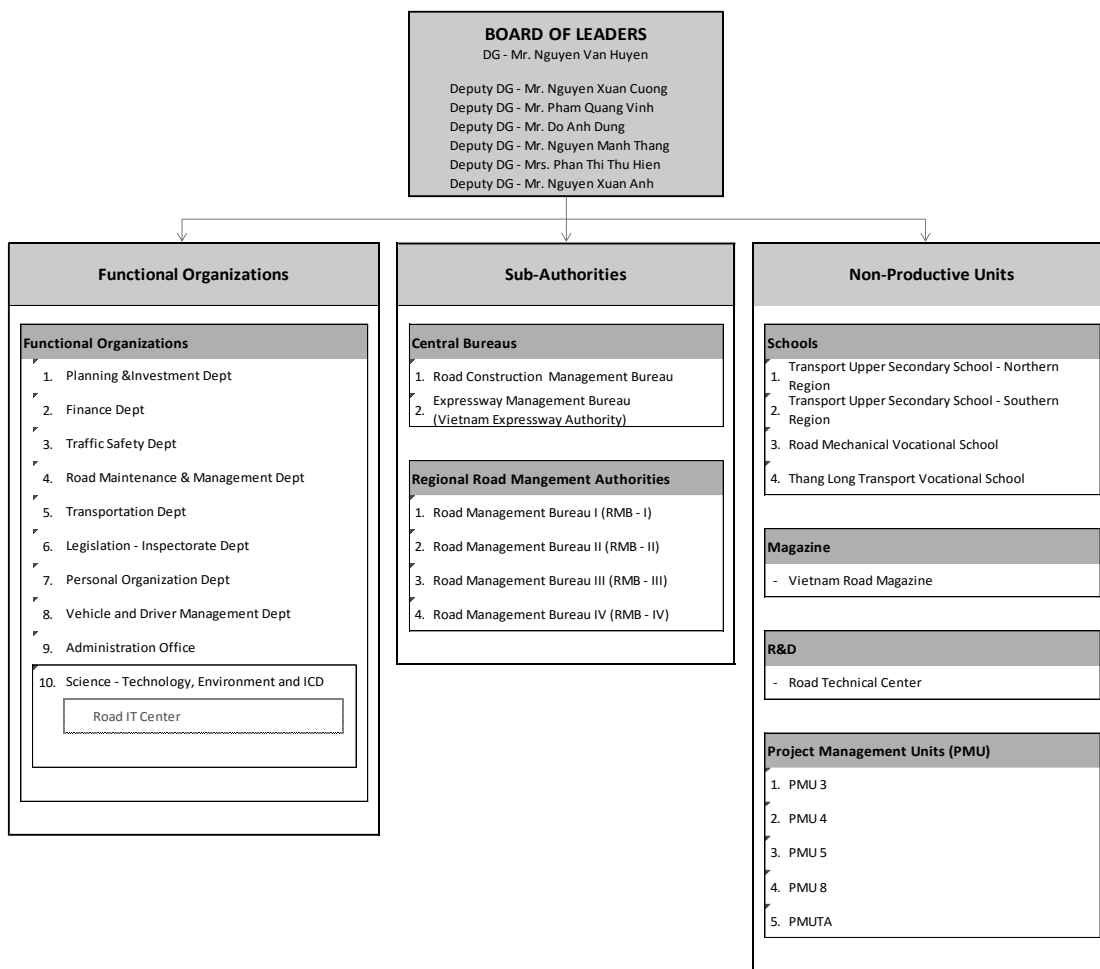 BOARD OF LEADERS
DG - Mr. Nguyen Van Huyen
Deputy DG - Mr. Nguyen Xuan Cuong
Deputy DG - Mr. Pham Quang Vinh
Deputy DG - Mr. Do Anh Dung
Deputy DG - Mr. Nguyen Manh Thang
Deputy DG - Mrs. Phan Thi Thu Hien
Deputy DG - Mr. Nguyen Xuan Anh
Functional Organizations
Functional Organizations
1. Planning &Investment Dept
2. Finance Dept
3. Traffic Safety Dept
4. Road Maintenance & Management Dept
5. Transportation Dept
6. Legislation - Inspectorate Dept
7. Personal Organization Dept
8. Vehicle and Driver Management Dept
9. Administration Office
10. Science - Technology, Environment and ICD
Road IT Center
Sub-Authorities
Central Bureaus
1. Road Construction Management Bureau
2. Expressway Management Bureau
(Vietnam Expressway Authority)
Regional Road Mangement Authorities
1. Road Management Bureau I (RMB - I)
2. Road Management Bureau II (RMB - II)
3. Road Management Bureau III (RMB - III)
4. Road Management Bureau IV (RMB - IV)
Non-Productive Units
Schools
1. Transport Upper Secondary School - Northern
Region
2. Transport Upper Secondary School - Southern
Region
3. Road Mechanical Vocational School
4. Thang Long Transport Vocational School
Magazine
- Vietnam Road Magazine
R&D
- Road Technical Center
Project Management Units (PMU)
1. PMU 3
2. PMU 4
3. PMU 5
4. PMU 8
5. PMUTA